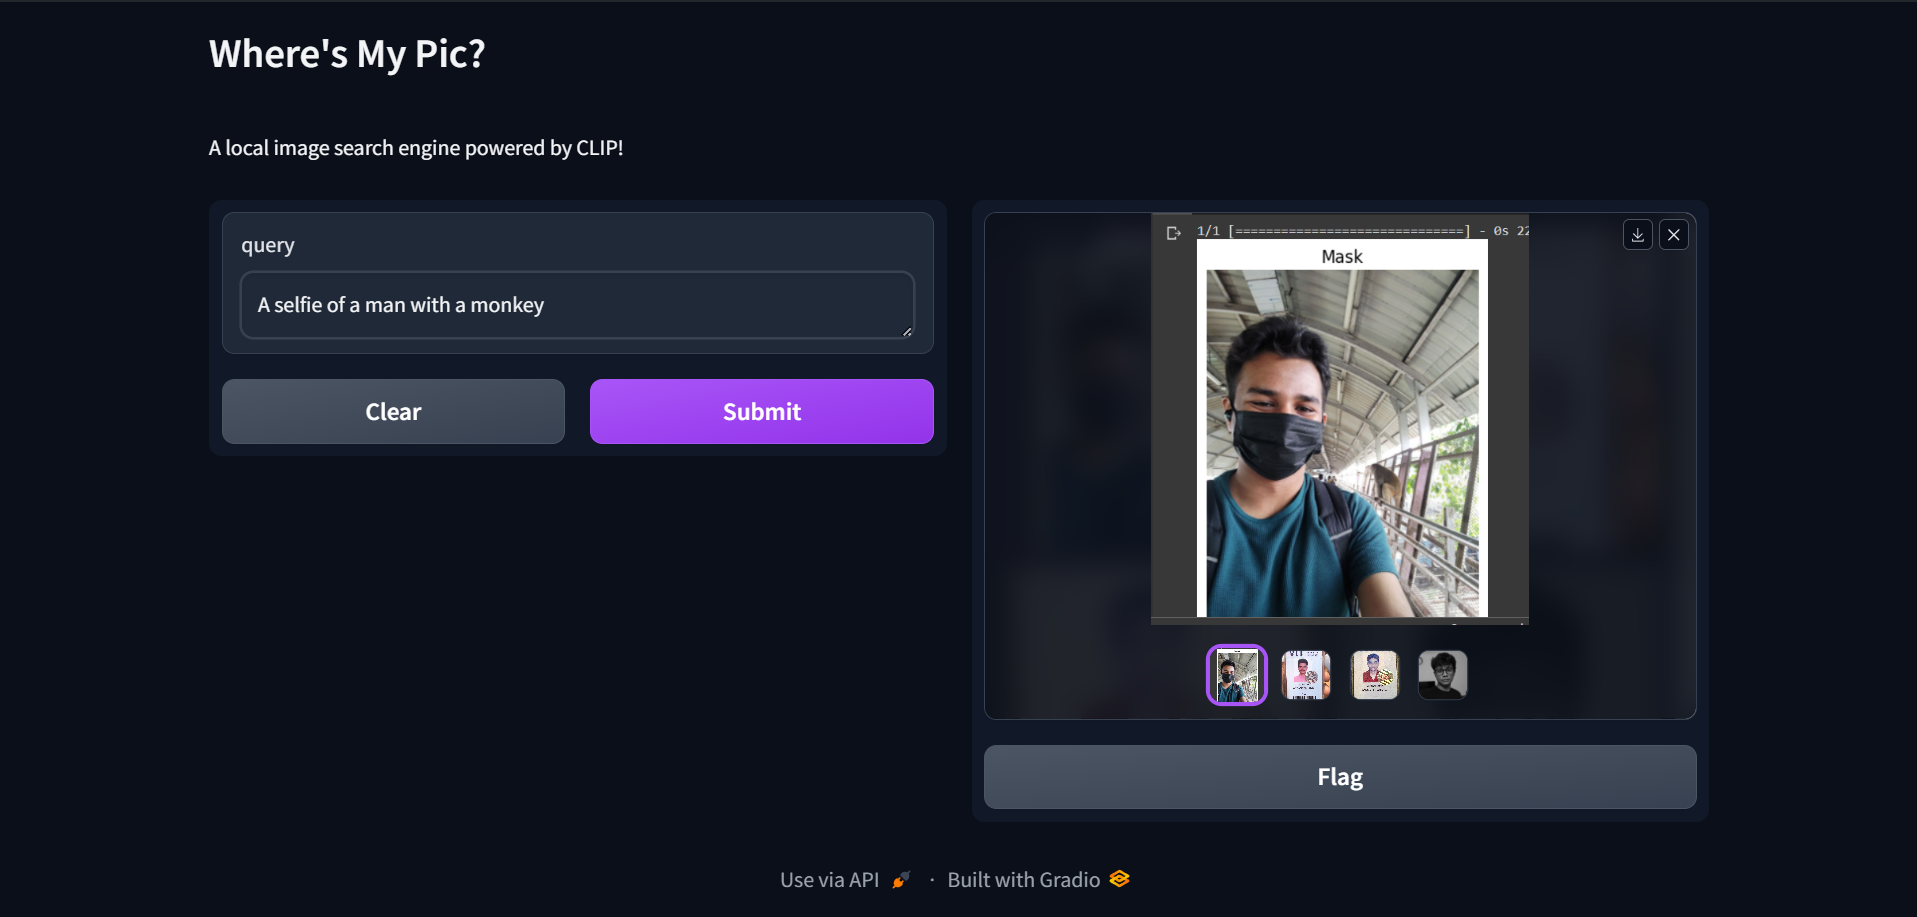 Where's My Pic?
A local image search engine powered by CLIP!
query
A selfie of a man with a monkey
Clear
Submit
1/1 [==============================] - 0s 22
Mask
Flag
Use via API · Built with Gradio